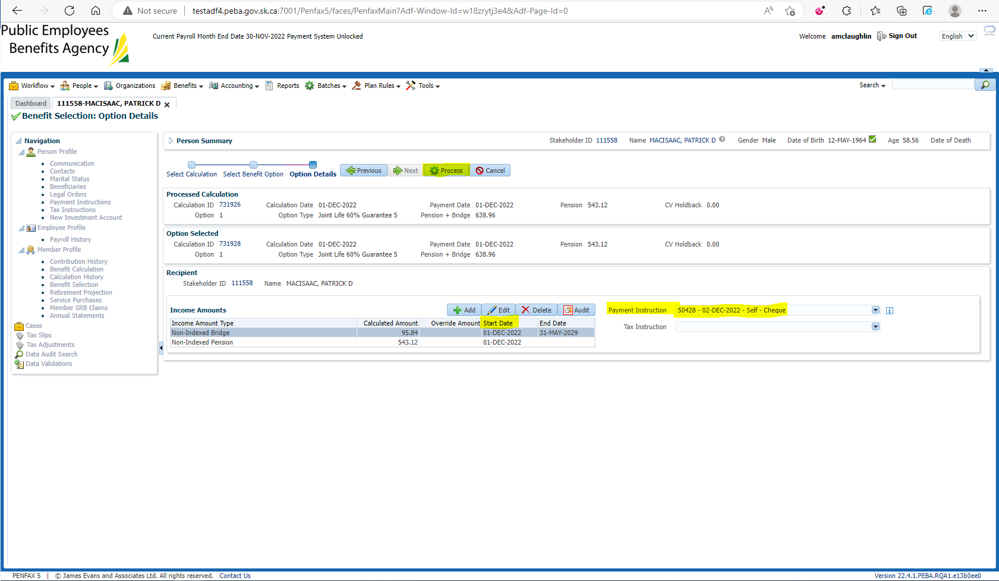 Not secure | testadf4.peba.gov.sk.ca:7001/Penfax5/faces/PenfaxMain?Adf-Window-Id=w18zrytj3e4&Adf-Page-Id=0
Public Employees
Benefits Agency
Current Payroll Month End Date 30-NOV-2022 Payment System Unlocked
Welcome amclaughlin Sign Out English
Workflow People Organizations Benefits Accounting Reports Batches Plan Rules Tools Search
Dashboard 111558-MACISAAC, PATRICK D
Benefit Selection: Option Details
Navigation
Person Profile
Communication
Contacts
Marital Status
Beneficiaries
Legal Orders
Payment Instructions
Tax Instructions
New Investment Account
Employee Profile
Payroll History
Member Profile
Contribution History
Benefit Calculation
Calculation History
Benefit Selection
Retirement Projection
Service Purchases
Member SRB Claims
Annual Statements
Cases
Tax Slips
Tax Adjustments
Data Audit Search
Data Validations
Person Summary Stakeholder ID 111558 Name MACISAAC, PATRICK D Gender Male Date of Birth 12-MAY-1964 Age 58.56 Date of Death
Select Calculation Select Benefit Option Option Details Previous Next Process Cancel
Processed Calculation
Calculation ID 731926 Calculation Date 01-DEC-2022 Payment Date 01-DEC-2022 Pension 543.12 CV Holdback 0.00
Option 1 Option Type Joint Life 60% Guarantee 5 Pension + Bridge 638.96
Option Selected
Calculation ID 731928 Calculation Date 01-DEC-2022 Payment Date 01-DEC-2022 Pension 543.12 CV Holdback 0.00
Option 1 Option Type Joint Life 60% Guarantee 5 Pension + Bridge 638.96
Recipient
Stakeholder ID 111558 Name MACISAAC, PATRICK D
Income Amounts Add Edit Delete Audit
Income Amount Type Calculated Amount Override Amount Start Date End Date
Non-Indexed Bridge 95.84 01-DEC-2022 31-MAY-2029
Non-Indexed Pension 543.12 01-DEC-2022
Payment Instruction 50428 - 02-DEC-2022 - Self - Cheque
Tax Instruction
PENFAX 5 | © James Evans and Associates Ltd. All rights reserved. Contact Us
Version 22.4.1.PEBA.RQA1.e13b0ee0